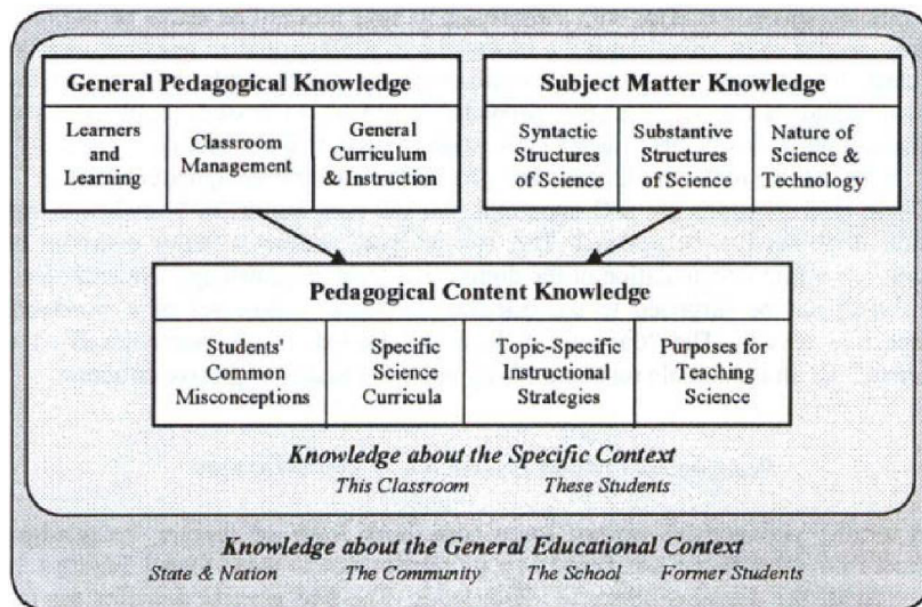 General Pedagogical Knowledge
Learners
and
Learning
Classroom
Management
General
Curriculum
& Instruction
Subject Matter Knowledge
Syntactic
Structures
of Science
Substantive
Structures
of Science
Nature of
Science &
Technology
Pedagogical Content Knowledge
Students'
Common
Misconceptions
Specific
Science
Curricula
Topic-Specific
Instructional
Strategies
Purposes for
Teaching
Science
Knowledge about the Specific Context
This Classroom These Students
Knowledge about the General Educational Context
State & Nation The Community The School Former Students